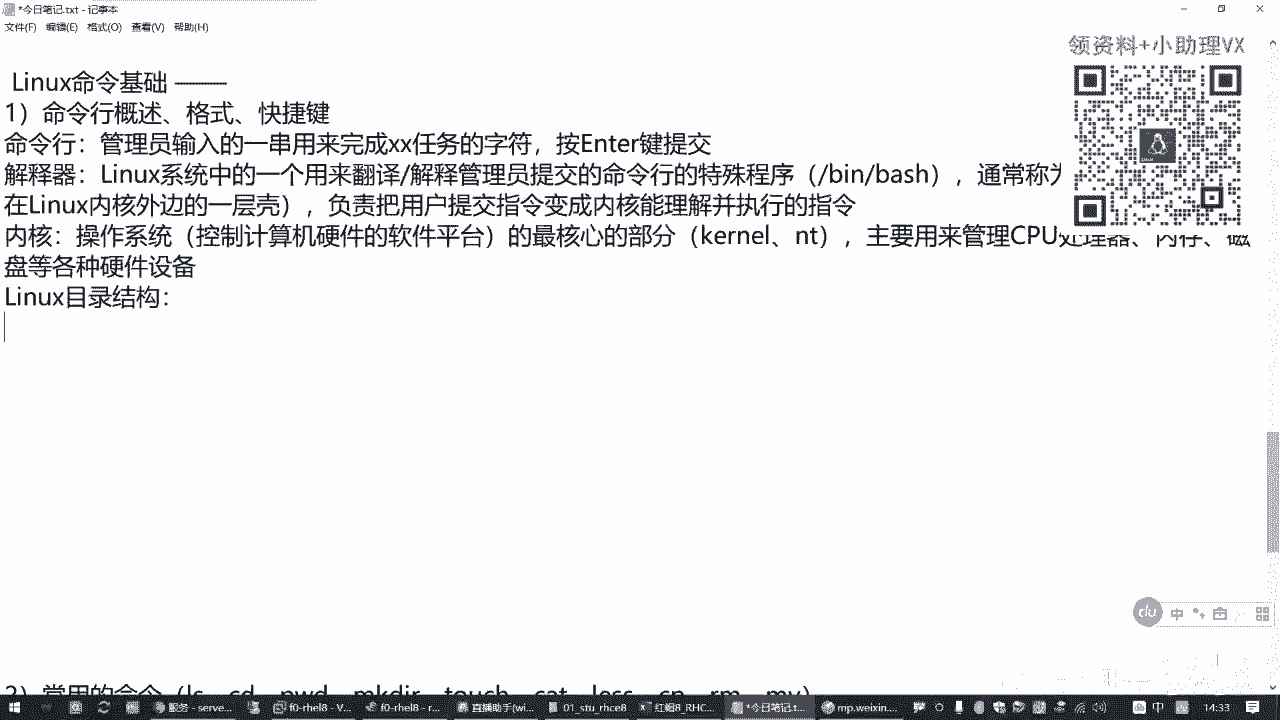 *今日笔记.txt - 记事本
文件(F) 编辑(E) 格式(O) 查看(V) 帮助(H)
领资料+小助理VX
Linux命令基础 ——
1）命令行概述、格式、快捷键
命令行：管理员输入的一串用来完成xx任务的字符，按Enter键提交
解释器：Linux系统中的一个用来翻译/解释管理员提交的命令行的特殊程序（/bin/bash），通常称为
在Linux内核外边的一层壳），负责把用户提交指令变成内核能理解并执行的指令
内核：操作系统（控制计算机硬件的软件平台）的最核心的部分（kernel、nt），主要用来管理CPU处理器、内存、磁
盘等各种硬件设备
Linux目录结构：
du 中
2）常用的命令（ls、cd、pwd、mkdir、touch、cat、less、cp、rm、mv）
服务 - serve... f0-rhel8 - V... f0-rhel8 - r... 直播助手(wi... 01_stu_rhce8 红帽8_RHC... *今日笔记.t... mp.weixin.... 中 du 14:33